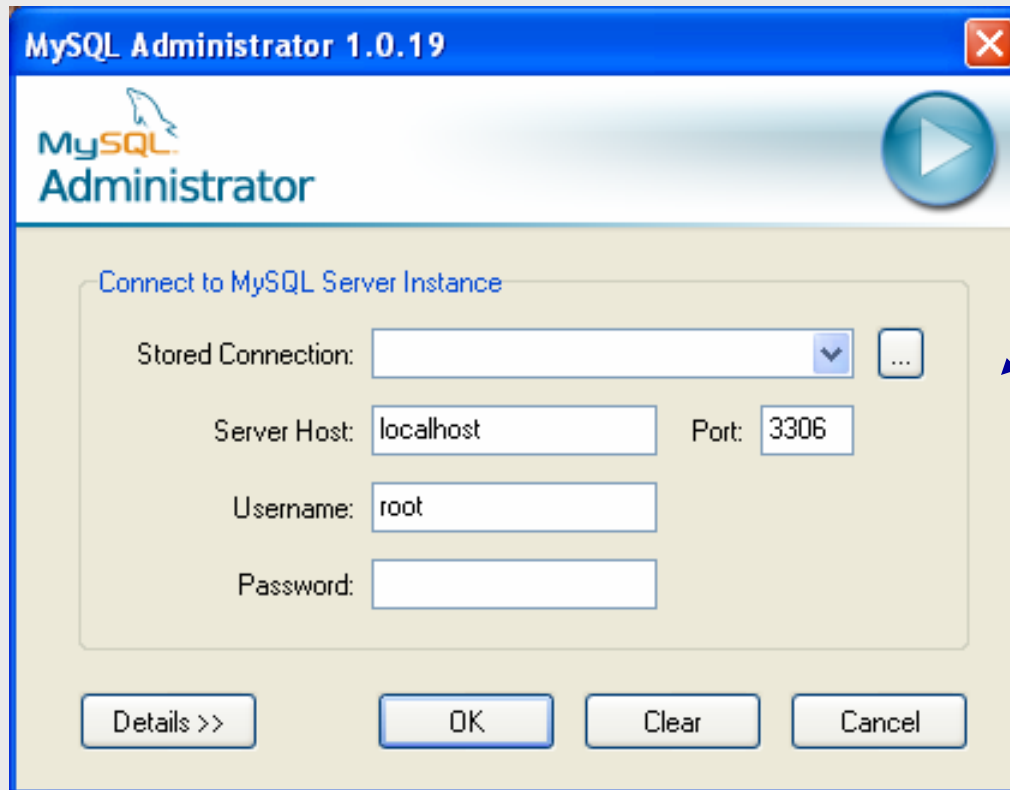 MySQL Administrator 1.0.19
MySQL
Administrator
Connect to MySQL Server Instance
Stored Connection: ...
Server Host: localhost Port: 3306
Username: root
Password:
Details >> OK Clear Cancel